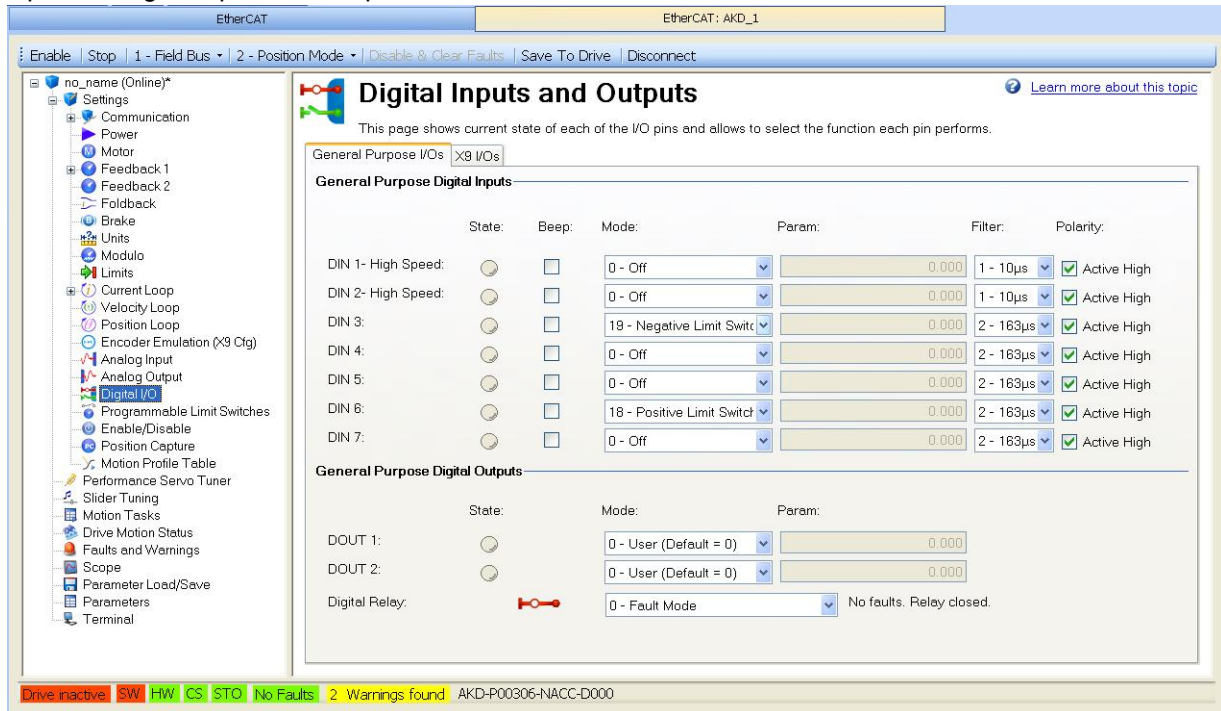 EtherCAT EtherCAT: AKD_1
Enable Stop 1 - Field Bus 2 - Position Mode Disable & Clear Faults Save To Drive Disconnect
no_name (Online)*
Settings
Communication
Power
Motor
Feedback 1
Feedback 2
Foldback
Brake
Units
Modulo
Limits
Current Loop
Velocity Loop
Position Loop
Encoder Emulation (X9 Cfg)
Analog Input
Analog Output
Digital I/O
Programmable Limit Switches
Enable/Disable
Position Capture
Motion Profile Table
Performance Servo Tuner
Slider Tuning
Motion Tasks
Drive Motion Status
Faults and Warnings
Scope
Parameter Load/Save
Parameters
Terminal
Digital Inputs and Outputs
Learn more about this topic
This page shows current state of each of the I/O pins and allows to select the function each pin performs.
General Purpose I/Os X9 I/Os
General Purpose Digital Inputs
State: Beep: Mode: Param: Filter: Polarity:
DIN 1- High Speed: 0 - Off 0.000 1 - 10µs Active High
DIN 2- High Speed: 0 - Off 0.000 1 - 10µs Active High
DIN 3: 19 - Negative Limit Switc 0.000 2 - 163µs Active High
DIN 4: 0 - Off 0.000 2 - 163µs Active High
DIN 5: 0 - Off 0.000 2 - 163µs Active High
DIN 6: 18 - Positive Limit Switch 0.000 2 - 163µs Active High
DIN 7: 0 - Off 0.000 2 - 163µs Active High
General Purpose Digital Outputs
State: Mode: Param:
DOUT 1: 0 - User (Default = 0) 0.000
DOUT 2: 0 - User (Default = 0) 0.000
Digital Relay: 0 - Fault Mode No faults. Relay closed.
Drive inactive SW HW CS STO No Faults 2 Warnings found AKD-P00306-NACC-D000